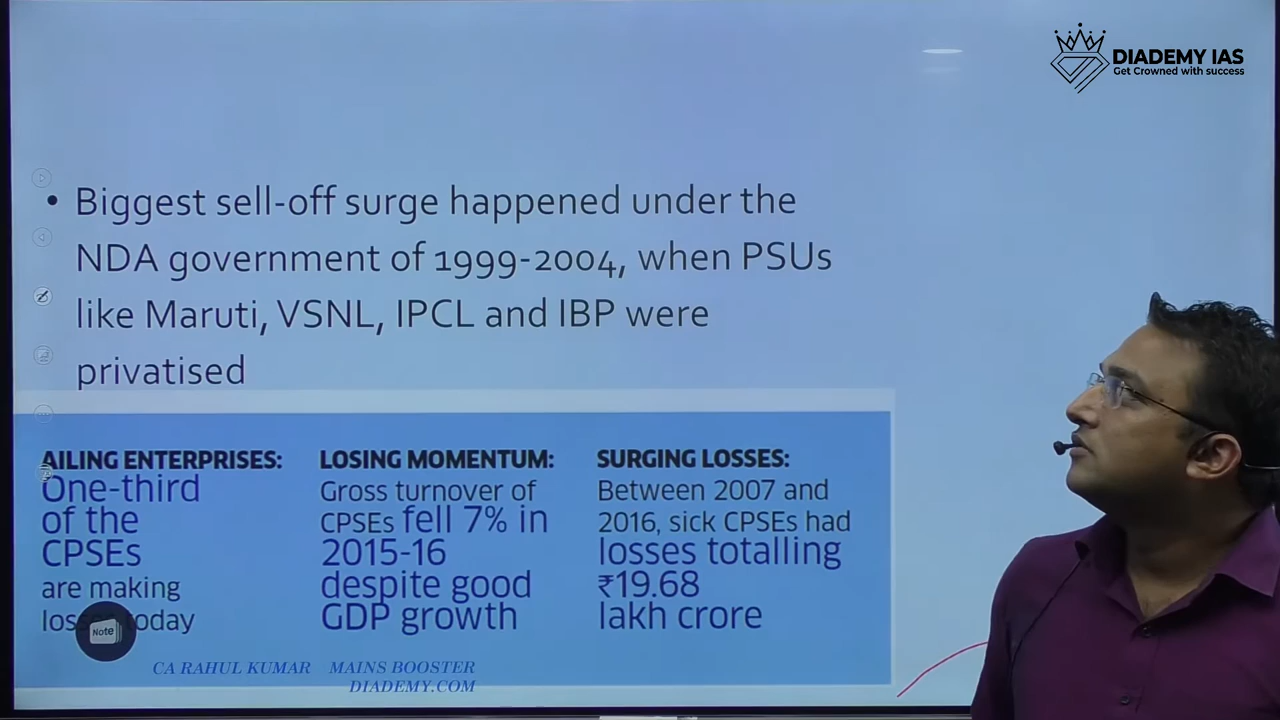 DIADEMY IAS
Get Crowned with success
• Biggest sell-off surge happened under the
NDA government of 1999-2004, when PSUs
like Maruti, VSNL, IPCL and IBP were
privatised
AILING ENTERPRISES:
One-third
of the
CPSEs
are making
today
LOSING MOMENTUM:
Gross turnover of
CPSEs fell 7% in
2015-16
despite good
GDP growth
SURGING LOSSES:
Between 2007 and
2016, sick CPSEs had
losses totalling
₹19.68
lakh crore
Note
CA RAHUL KUMAR MAINS BOOSTER
DIADEMY.COM